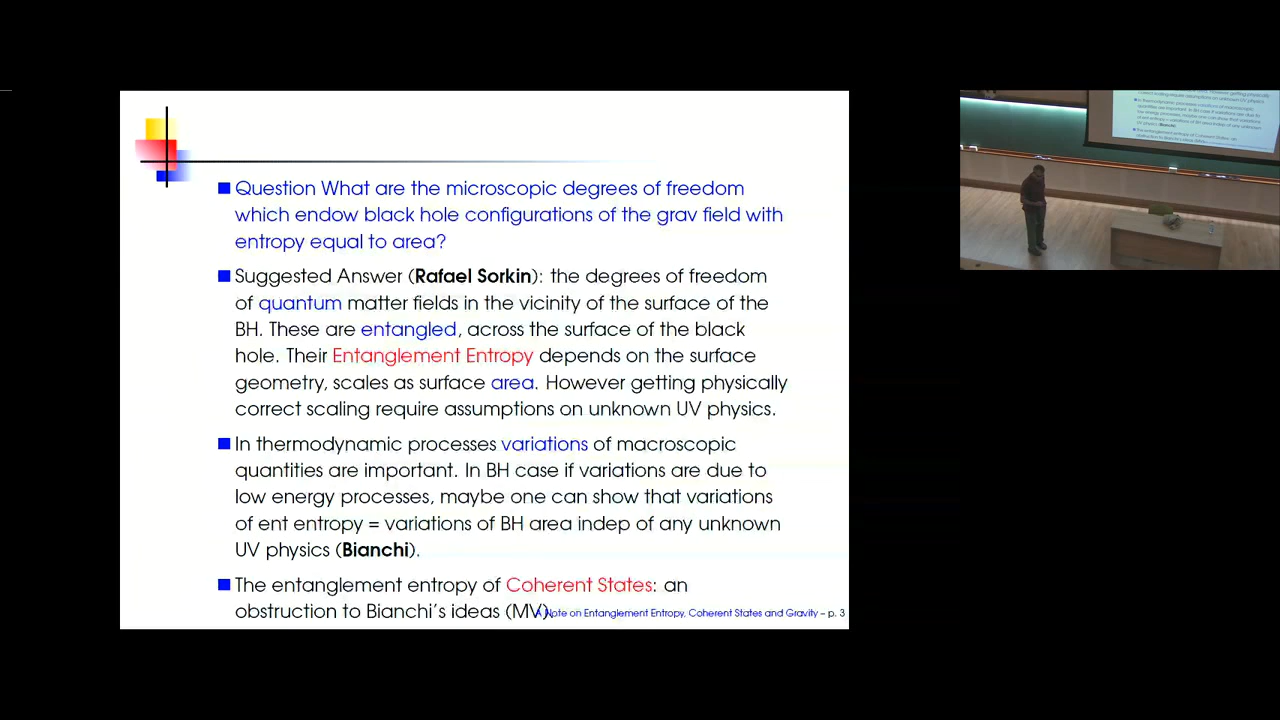 Question What are the microscopic degrees of freedom
which endow black hole configurations of the grav field with
entropy equal to area?
Suggested Answer (Rafael Sorkin): the degrees of freedom
of quantum matter fields in the vicinity of the surface of the
BH. These are entangled, across the surface of the black
hole. Their Entanglement Entropy depends on the surface
geometry, scales as surface area. However getting physically
correct scaling require assumptions on unknown UV physics.
In thermodynamic processes variations of macroscopic
quantities are important. In BH case if variations are due to
low energy processes, maybe one can show that variations
of ent entropy = variations of BH area indep of any unknown
UV physics (Bianchi).
The entanglement entropy of Coherent States: an
obstruction to Bianchi's ideas (MV).
A Note on Entanglement Entropy, Coherent States and Gravity – p. 3